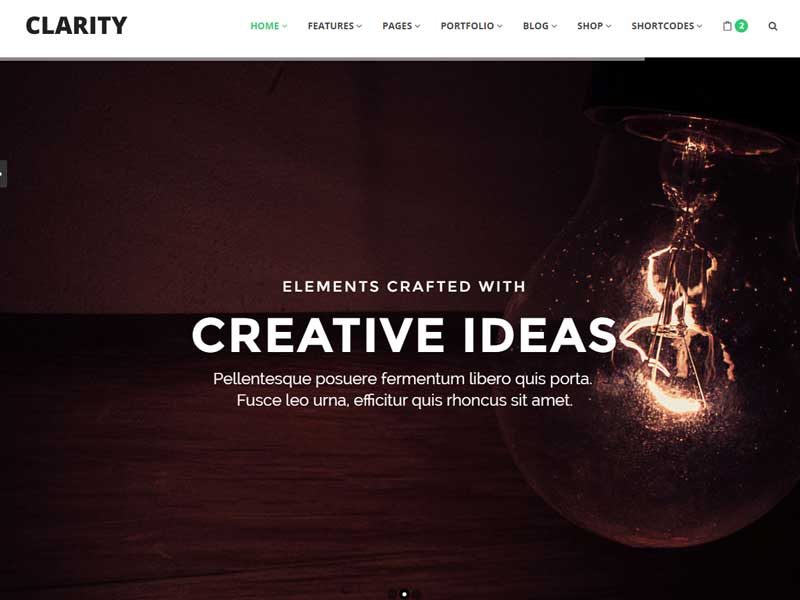 CLARITY
HOME FEATURES PAGES PORTFOLIO BLOG SHOP SHORTCODES 2
ELEMENTS CRAFTED WITH
CREATIVE IDEAS
Pellentesque posuere fermentum libero quis porta.
Fusce leo urna, efficitur quis rhoncus sit amet.